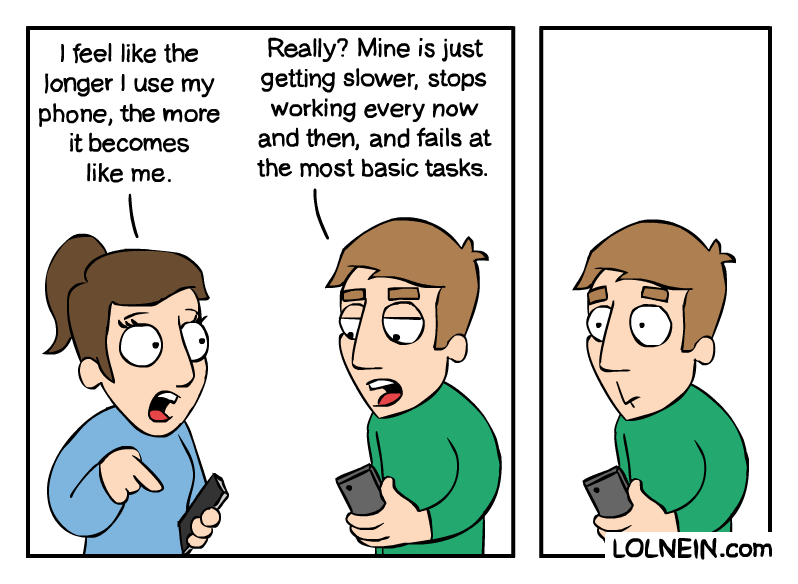 I feel like the
longer I use my
phone, the more
it becomes
like me.
Really? Mine is just
getting slower, stops
working every now
and then, and fails at
the most basic tasks.
LOLNEIN.com